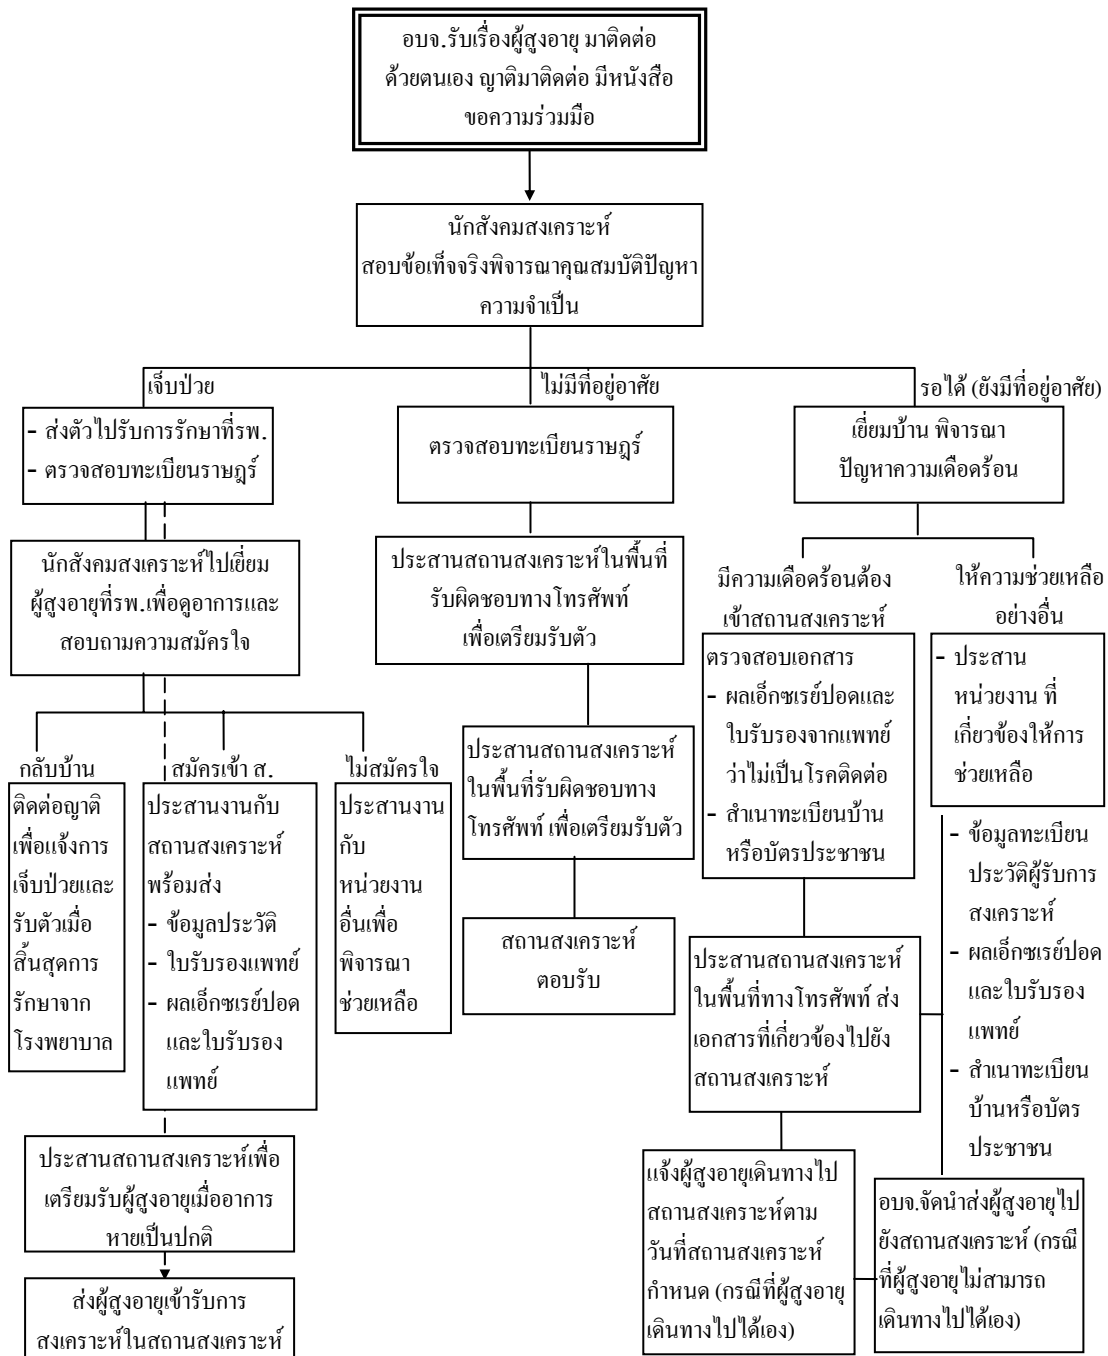 อบจ.รับเรื่องผู้สูงอายุ มาติดต่อ
ด้วยตนเอง ญาติมาติดต่อ มีหนังสือ
ขอความร่วมมือ
นักสังคมสงเคราะห์
สอบข้อเท็จจริงพิจารณาคุณสมบัติปัญหา
ความจำเป็น
เจ็บป่วย
- ส่งตัวไปรับการรักษาที่รพ.
- ตรวจสอบทะเบียนราษฎร์
นักสังคมสงเคราะห์ไปเยี่ยม
ผู้สูงอายุที่รพ.เพื่อดูอาการและ
สอบถามความสมัครใจ
กลับบ้าน
ติดต่อญาติ
เพื่อแจ้งการ
เจ็บป่วยและ
รับตัวเมื่อ
สิ้นสุดการ
รักษาจาก
โรงพยาบาล
สมัครเข้า ส.
ประสานงานกับ
สถานสงเคราะห์
พร้อมส่ง
- ข้อมูลประวัติ
- ใบรับรองแพทย์
- ผลเอ็กซเรย์ปอด
และใบรับรอง
แพทย์
ไม่สมัครใจ
ประสานงาน
กับ
หน่วยงาน
อื่นเพื่อ
พิจารณา
ช่วยเหลือ
ประสานสถานสงเคราะห์เพื่อ
เตรียมรับผู้สูงอายุเมื่ออาการ
หายเป็นปกติ
ส่งผู้สูงอายุเข้ารับการ
สงเคราะห์ในสถานสงเคราะห์
ไม่มีที่อยู่อาศัย
ตรวจสอบทะเบียนราษฎร์
ประสานสถานสงเคราะห์ในพื้นที่
รับผิดชอบทางโทรศัพท์
เพื่อเตรียมรับตัว
ประสานสถานสงเคราะห์
ในพื้นที่รับผิดชอบทาง
โทรศัพท์ เพื่อเตรียมรับตัว
สถานสงเคราะห์
ตอบรับ
รอได้ (ยังมีที่อยู่อาศัย)
เยี่ยมบ้าน พิจารณา
ปัญหาความเดือดร้อน
มีความเดือดร้อนต้อง
เข้าสถานสงเคราะห์
ตรวจสอบเอกสาร
- ผลเอ็กซเรย์ปอดและ
ใบรับรองจากแพทย์
ว่าไม่เป็นโรคติดต่อ
- สำเนาทะเบียนบ้าน
หรือบัตรประชาชน
ให้ความช่วยเหลือ
อย่างอื่น
- ประสาน
หน่วยงาน ที่
เกี่ยวข้องให้การ
ช่วยเหลือ
ประสานสถานสงเคราะห์
ในพื้นที่ทางโทรศัพท์ ส่ง
เอกสารที่เกี่ยวข้องไปยัง
สถานสงเคราะห์
- ข้อมูลทะเบียน
ประวัติผู้รับการ
สงเคราะห์
- ผลเอ็กซเรย์ปอด
และใบรับรอง
แพทย์
- สำเนาทะเบียน
บ้านหรือบัตร
ประชาชน
แจ้งผู้สูงอายุเดินทางไป
สถานสงเคราะห์ตาม
วันที่สถานสงเคราะห์
กำหนด (กรณีที่ผู้สูงอายุ
เดินทางไปได้เอง)
อบจ.จัดนำส่งผู้สูงอายุไป
ยังสถานสงเคราะห์ (กรณี
ที่ผู้สูงอายุไม่สามารถ
เดินทางไปได้เอง)